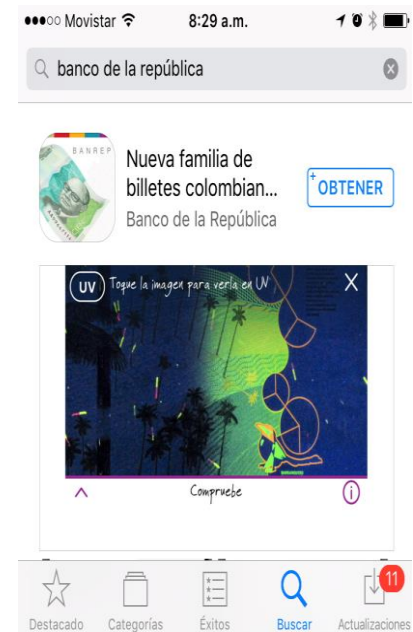 Movistar 8:29 a.m.
banco de la república
BANREP
Nueva familia de
billetes colombian...
Banco de la República
+OBTENER
UV Toque la imagen para verla en UV X
Compruebe i
11
Destacado Categorías Éxitos Buscar Actualizaciones